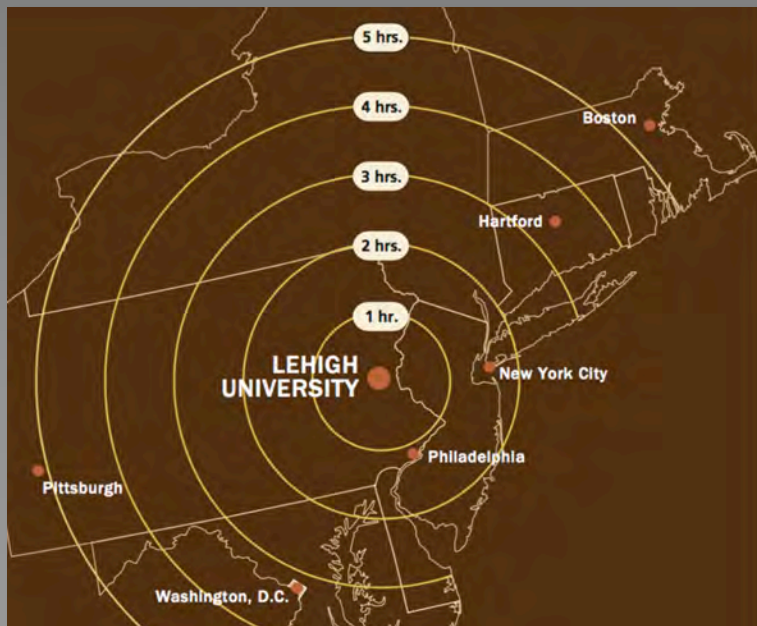 5 hrs.
4 hrs.
Boston
3 hrs.
Hartford
2 hrs.
1 hr.
LEHIGH
UNIVERSITY
New York City
Philadelphia
Pittsburgh
Washington, D.C.